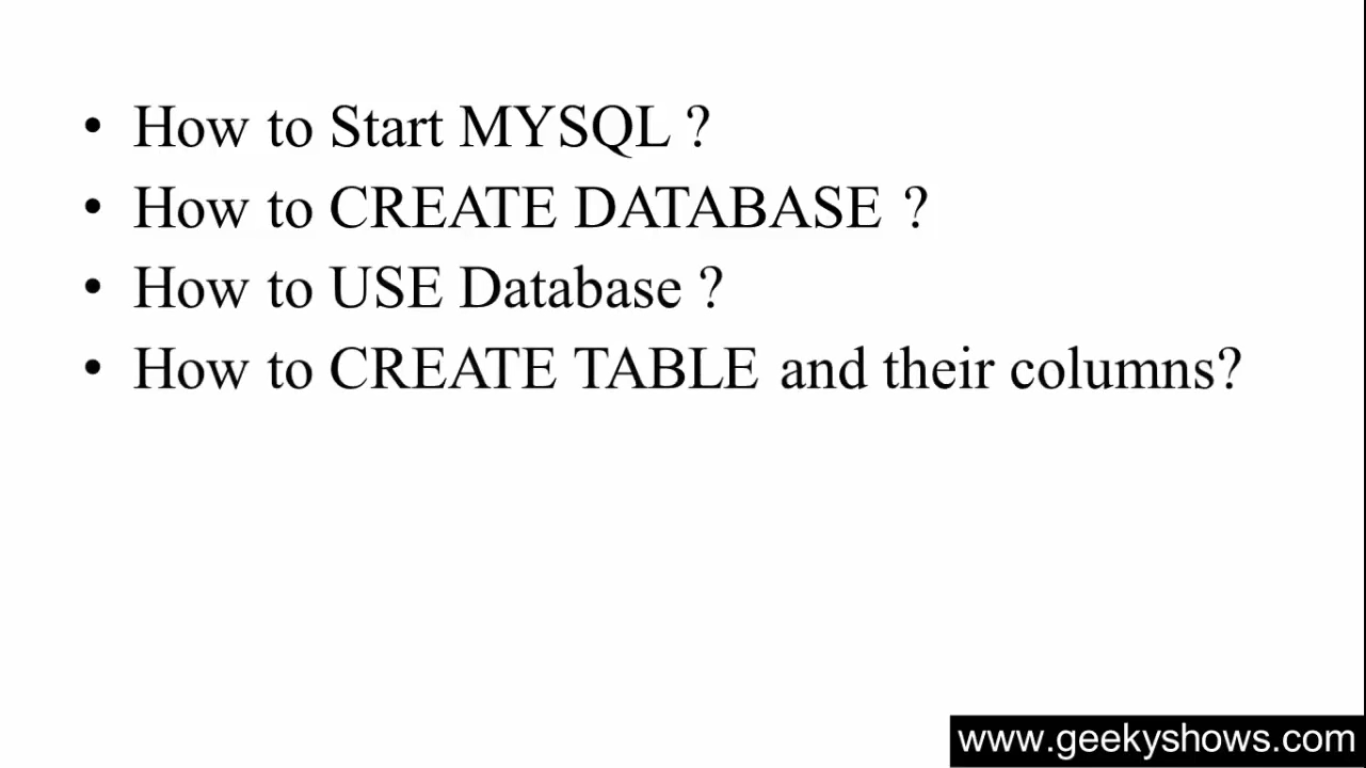 • How to Start MYSQL ?
• How to CREATE DATABASE ?
• How to USE Database ?
• How to CREATE TABLE and their columns?
www.geekyshows.com